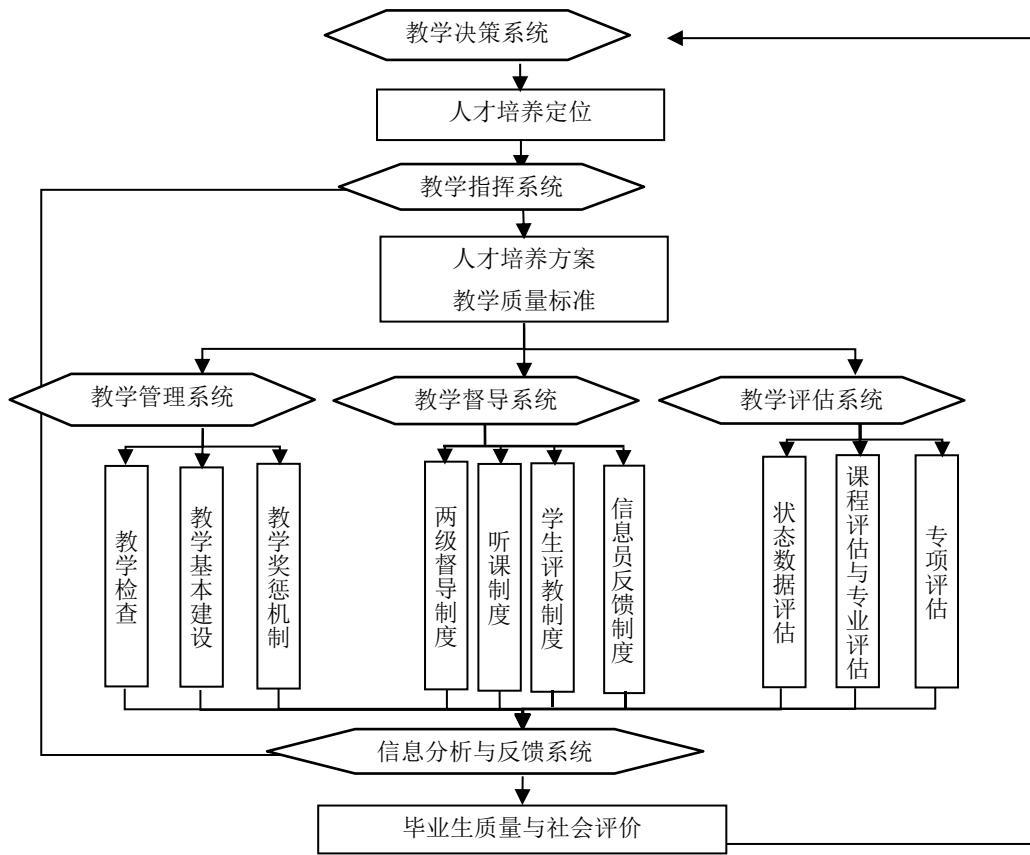 教学决策系统
人才培养定位
教学指挥系统
人才培养方案
教学质量标准
教学管理系统
教学督导系统
教学评估系统
教学检查
教学基本建设
教学奖惩机制
两级督导制度
听课制度
学生评教制度
信息员反馈制度
状态数据评估
课程评估与专业评估
专项评估
信息分析与反馈系统
毕业生质量与社会评价